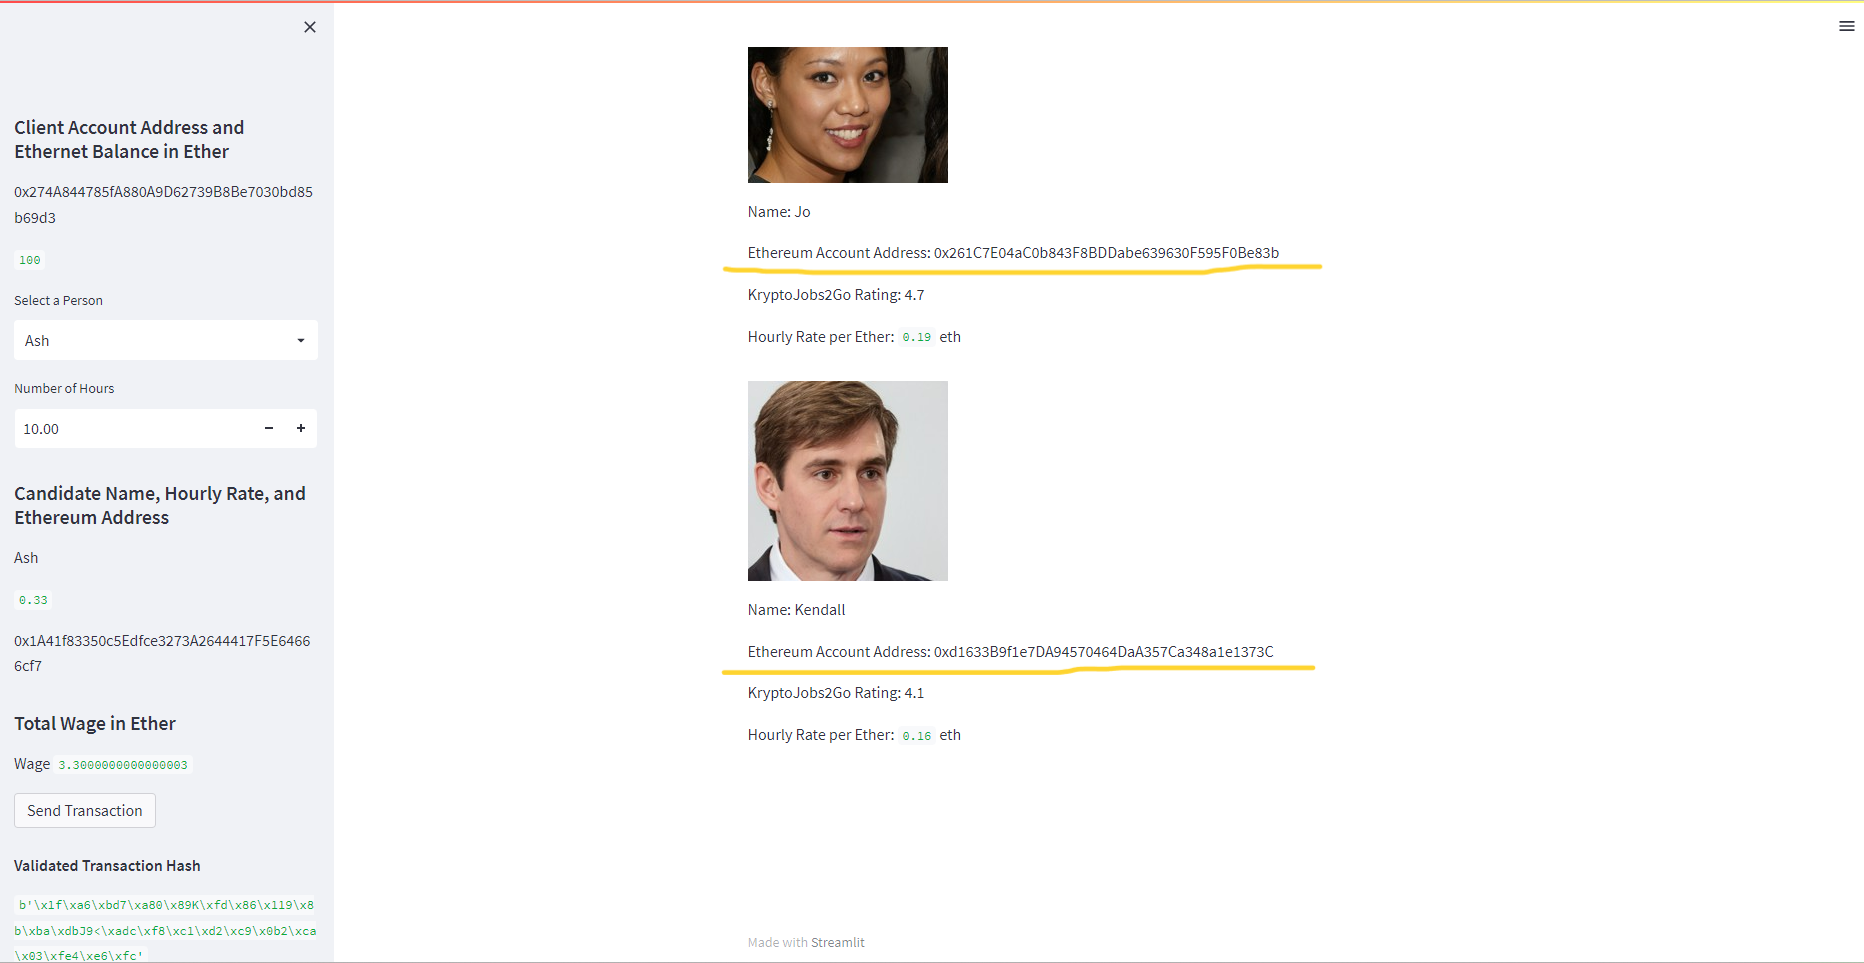 Client Account Address and
Ethernet Balance in Ether
0x274A844785fA880A9D62739B8Be7030bd85
b69d3
100
Select a Person
Ash
Number of Hours
10.00
Candidate Name, Hourly Rate, and
Ethereum Address
Ash
0.33
0x1A41f83350c5Edfce3273A2644417F5E6466
6cf7
Total Wage in Ether
Wage 3.3000000000000003
Send Transaction
Validated Transaction Hash
b'\x1f\xa6\xbd7\xa80\x89K\xfd\x86\x119\x8
b\xba\xdbJ9<\xadc\xf8\xc1\xd2\xc9\x0b2\xca
\x03\xfe4\xe6\xfc'
Name: Jo
Ethereum Account Address: 0x261C7E04aC0b843F8BDDabe639630F595F0Be83b
KryptoJobs2Go Rating: 4.7
Hourly Rate per Ether: 0.19 eth
Name: Kendall
Ethereum Account Address: 0xd1633B9f1e7DA94570464DaA357Ca348a1e1373C
KryptoJobs2Go Rating: 4.1
Hourly Rate per Ether: 0.16 eth
Made with Streamlit